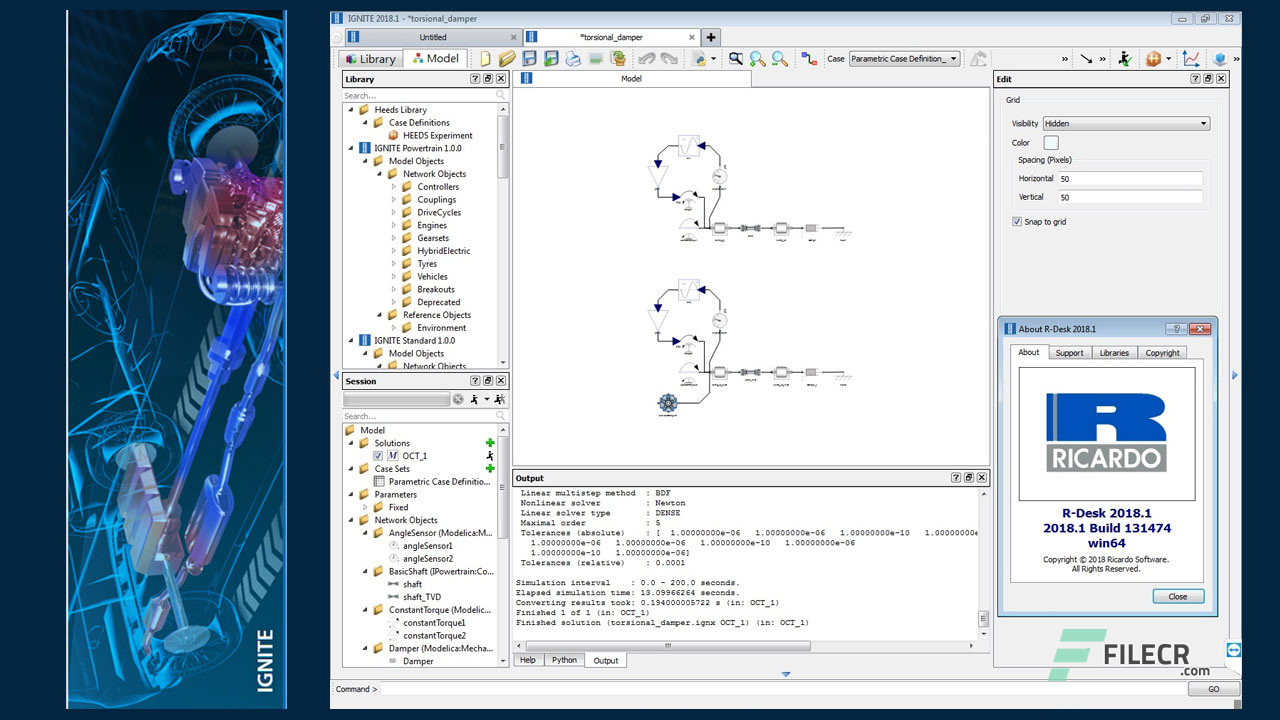 IGNITE
IGNITE 2018.1 - *torsional_damper
Untitled
*torsional_damper
Library
Model
Case
Parametric Case Definition_
Library
Search...
Heeds Library
Case Definitions
HEEDS Experiment
IGNITE Powertrain 1.0.0
Model Objects
Network Objects
Controllers
Couplings
DriveCycles
Engines
Gearsets
HybridElectric
Tyres
Vehicles
Breakouts
Deprecated
Reference Objects
Environment
IGNITE Standard 1.0.0
Model Objects
Network Objects
Session
Search...
Model
Solutions
OCT_1
Case Sets
Parametric Case Definitio...
Parameters
Fixed
Network Objects
AngleSensor (Modelica:M...
angleSensor1
angleSensor2
BasicShaft (IPowertrain:Co...
shaft
shaft_TVD
ConstantTorque (Modelic...
constantTorque1
constantTorque2
Damper (Modelica:Mecha...
Damper
Model
Output
Linear multistep method : BDF
Nonlinear solver : Newton
Linear solver type : DENSE
Maximal order : 5
Tolerances (absolute) : [ 1.00000000e-06 1.00000000e-06 1.00000000e-10 1.00000000e
1.00000000e-06 1.00000000e-06 1.00000000e-10 1.00000000e-06
1.00000000e-10 1.00000000e-06]
Tolerances (relative) : 0.0001
Simulation interval : 0.0 - 200.0 seconds.
Elapsed simulation time: 13.09966264 seconds.
Converting results took: 0.194000005722 s (in: OCT_1)
Finished 1 of 1 (in: OCT_1)
Finished solution (torsional_damper.ignx OCT_1) (in: OCT_1)
Help
Python
Output
Command >
GO
Edit
Grid
Visibility
Hidden
Color
Spacing (Pixels)
Horizontal
50
Vertical
50
Snap to grid
About R-Desk 2018.1
About
Support
Libraries
Copyright
RICARDO
R-Desk 2018.1
2018.1 Build 131474
win64
Copyright © 2018 Ricardo Software.
All Rights Reserved.
Close
FILECR
.com